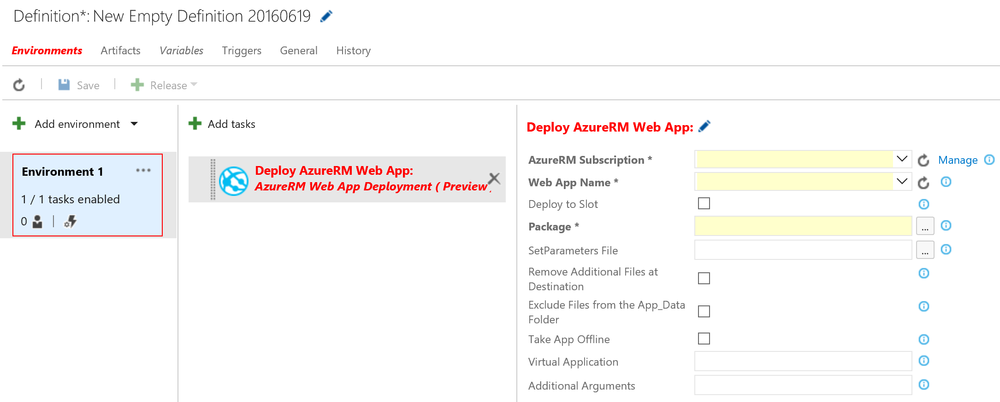 Definition*: New Empty Definition 20160619
Environments Artifacts Variables Triggers General History
Save Release
Add environment
Add tasks
Environment 1 ...
1 / 1 tasks enabled
0
Deploy AzureRM Web App:
AzureRM Web App Deployment ( Preview
Deploy AzureRM Web App:
AzureRM Subscription * Manage
Web App Name *
Deploy to Slot
Package * ...
SetParameters File ...
Remove Additional Files at
Destination
Exclude Files from the App_Data
Folder
Take App Offline
Virtual Application
Additional Arguments